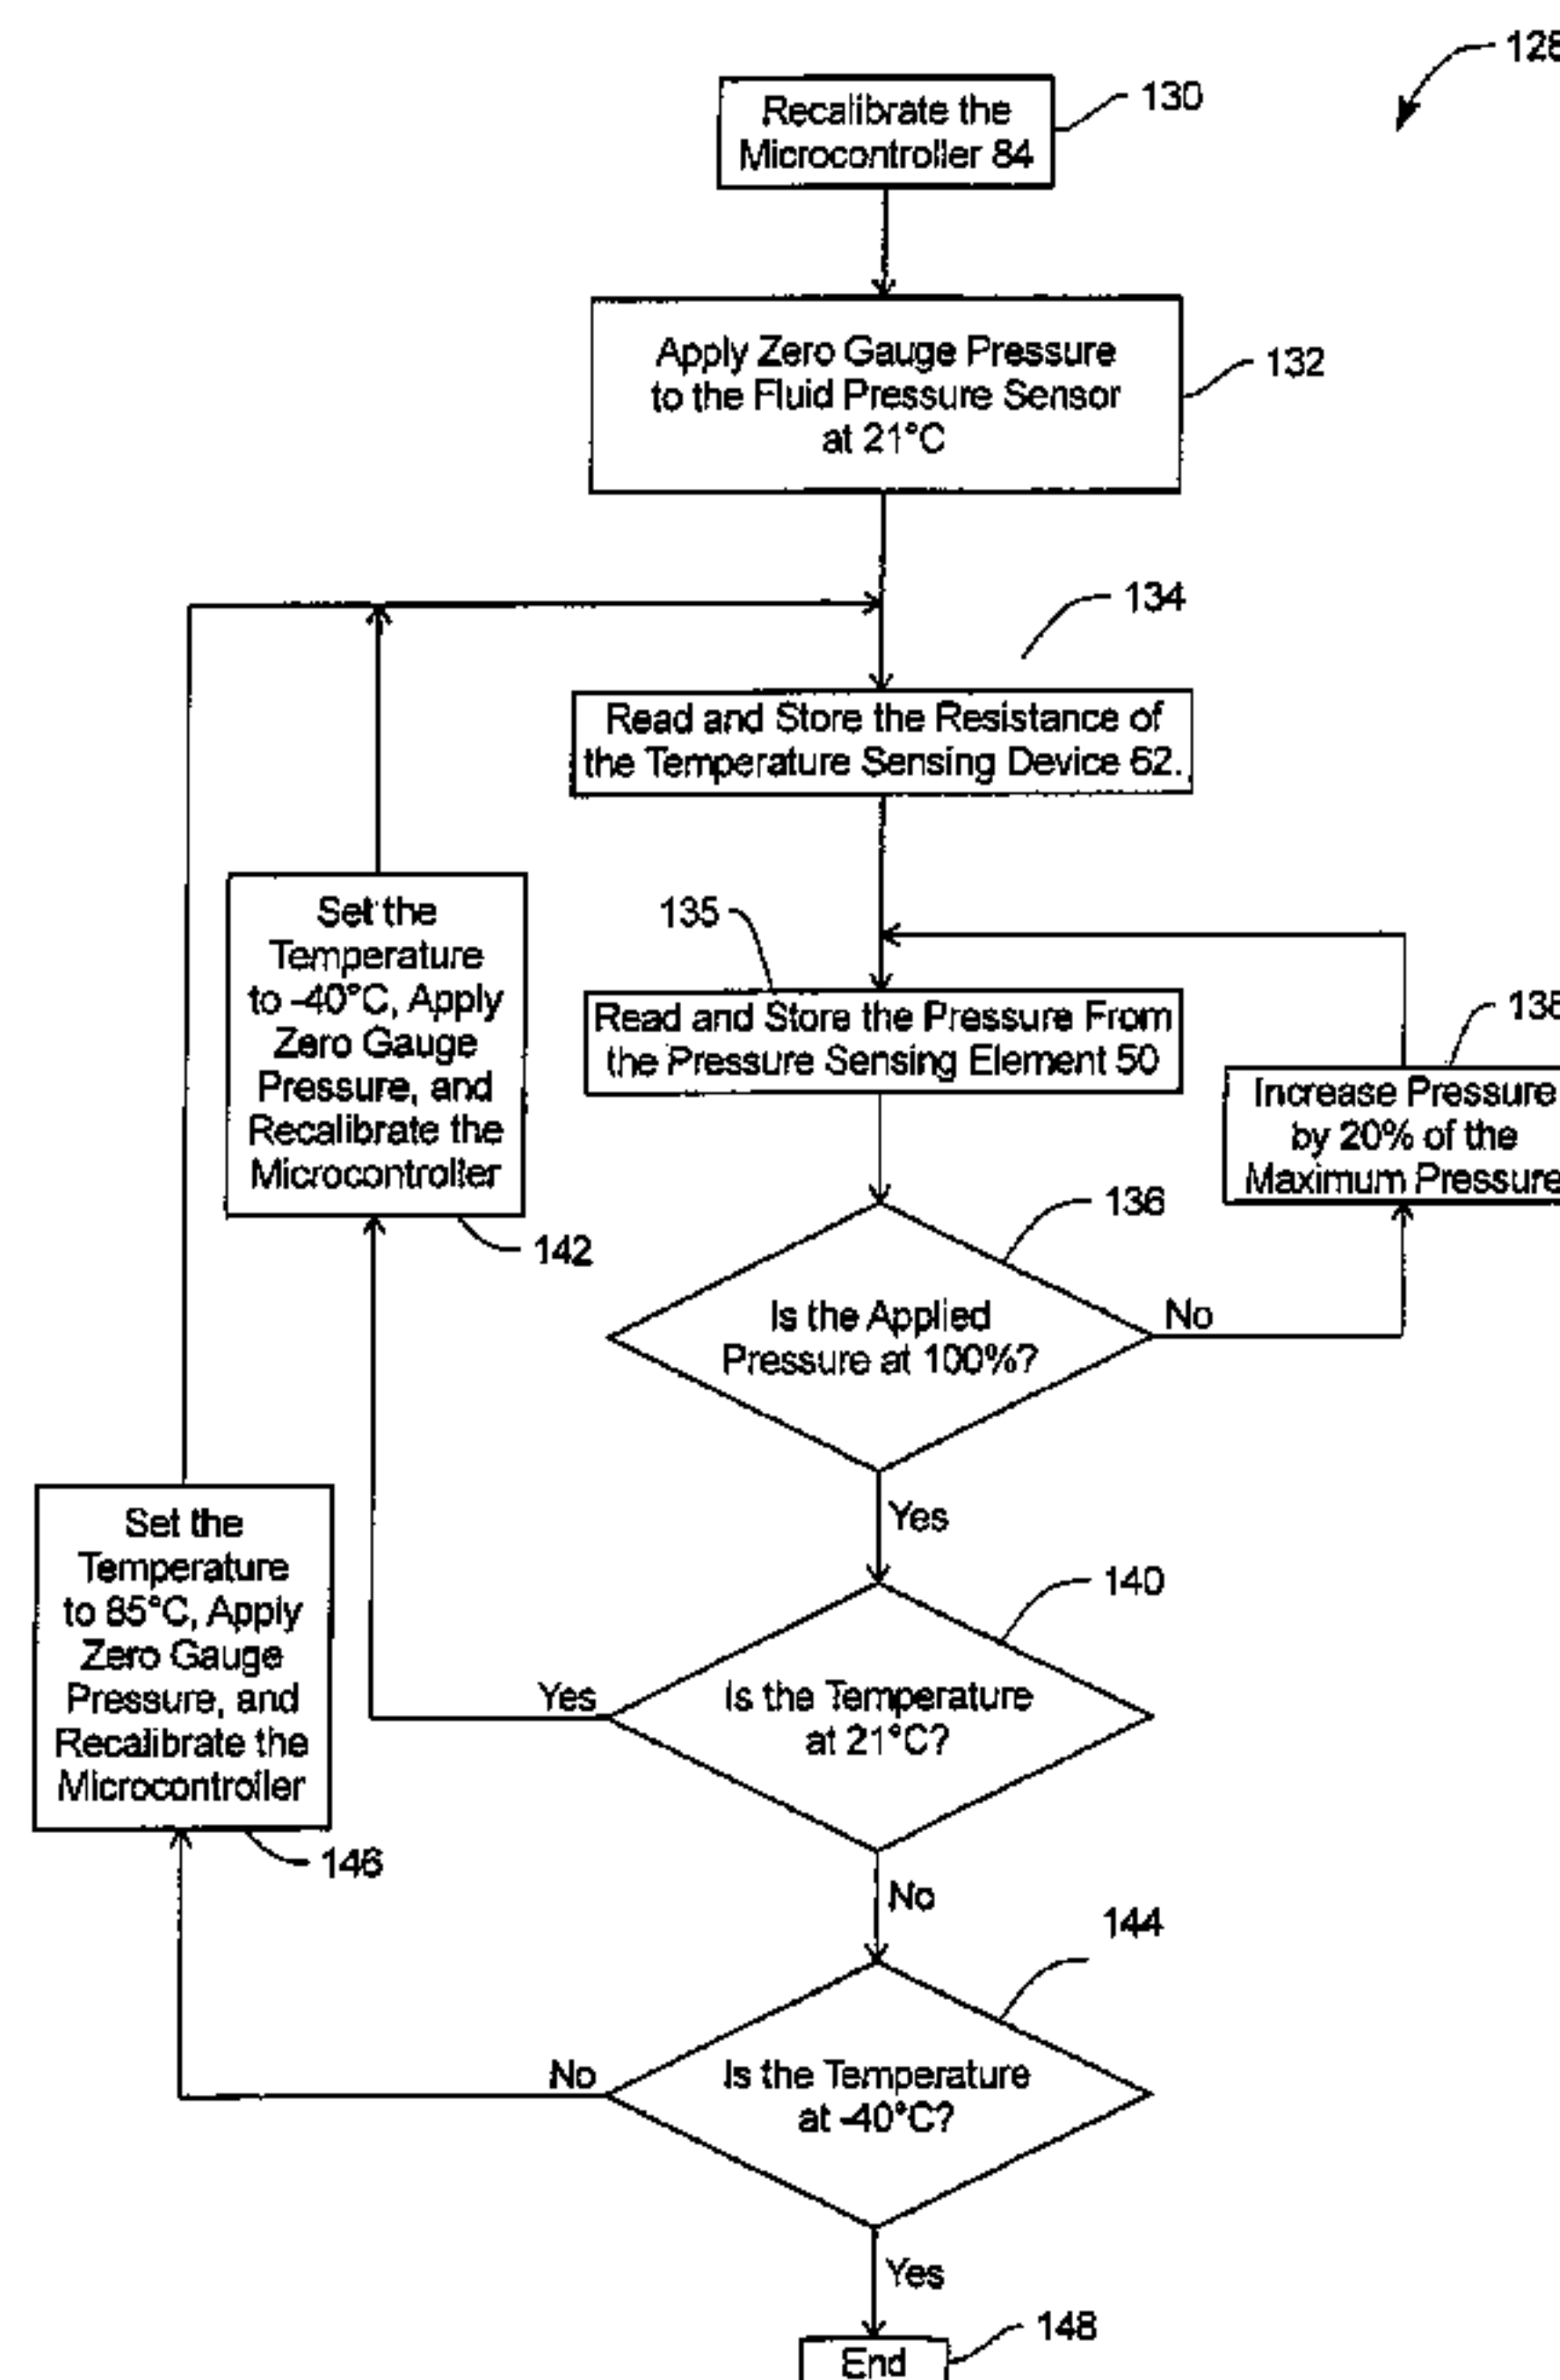 128
Recalibrate the
Microcontroller 84
130
Apply Zero Gauge Pressure
to the Fluid Pressure Sensor
at 21°C
132
134
Read and Store the Resistance of
the Temperature Sensing Device 62.
Set the
Temperature
to -40°C, Apply
Zero Gauge
Pressure, and
Recalibrate the
Microcontroller
142
135
Read and Store the Pressure From
the Pressure Sensing Element 50
138
Increase Pressure
by 20% of the
Maximum Pressure
136
Is the Applied
Pressure at 100%?
No
Yes
Set the
Temperature
to 85°C, Apply
Zero Gauge
Pressure, and
Recalibrate the
Microcontroller
146
140
Is the Temperature
at 21°C?
Yes
No
144
Is the Temperature
at -40°C?
No
Yes
148
End